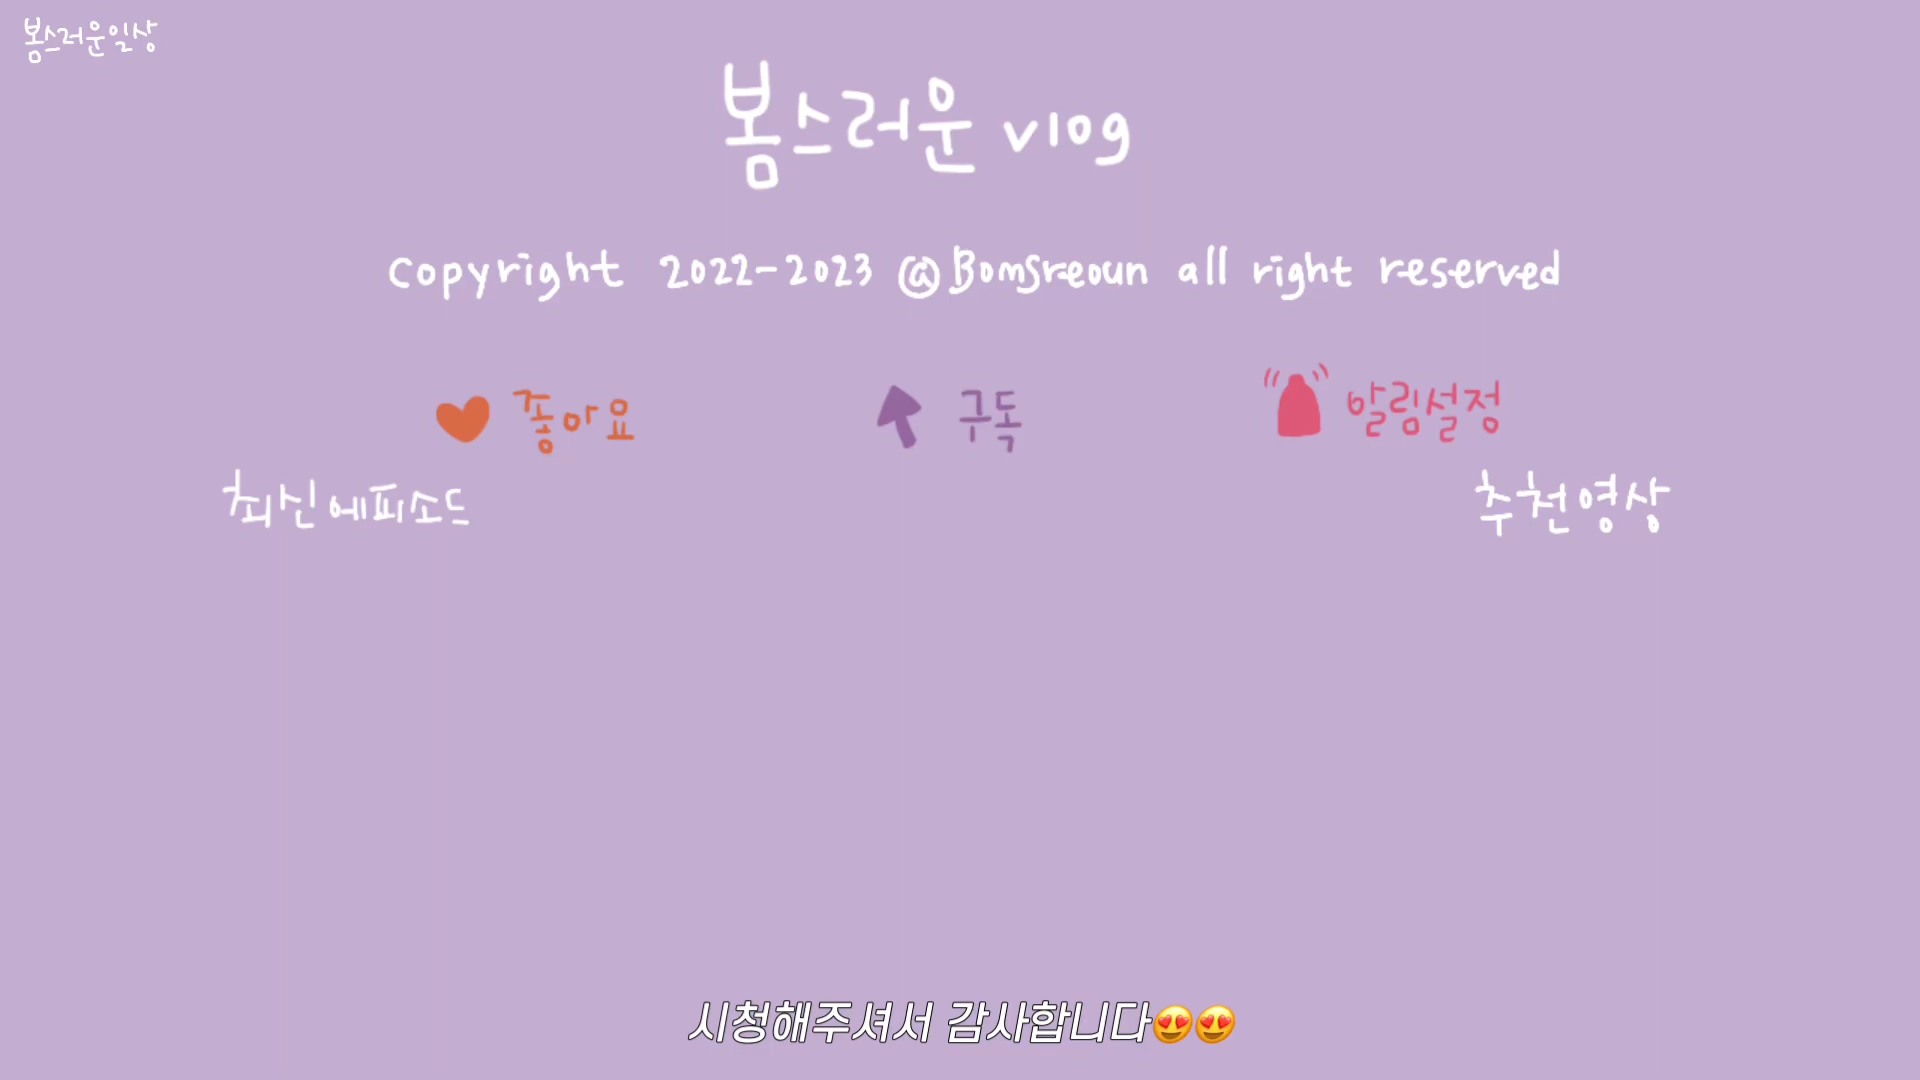 봄스러운일상
봄스러운 vlog
copyright 2022-2023 @Bomsreoun all right reserved
좋아요 구독 알림설정
최신에피소드 추천영상
시청해주셔서 감사합니다😍😍